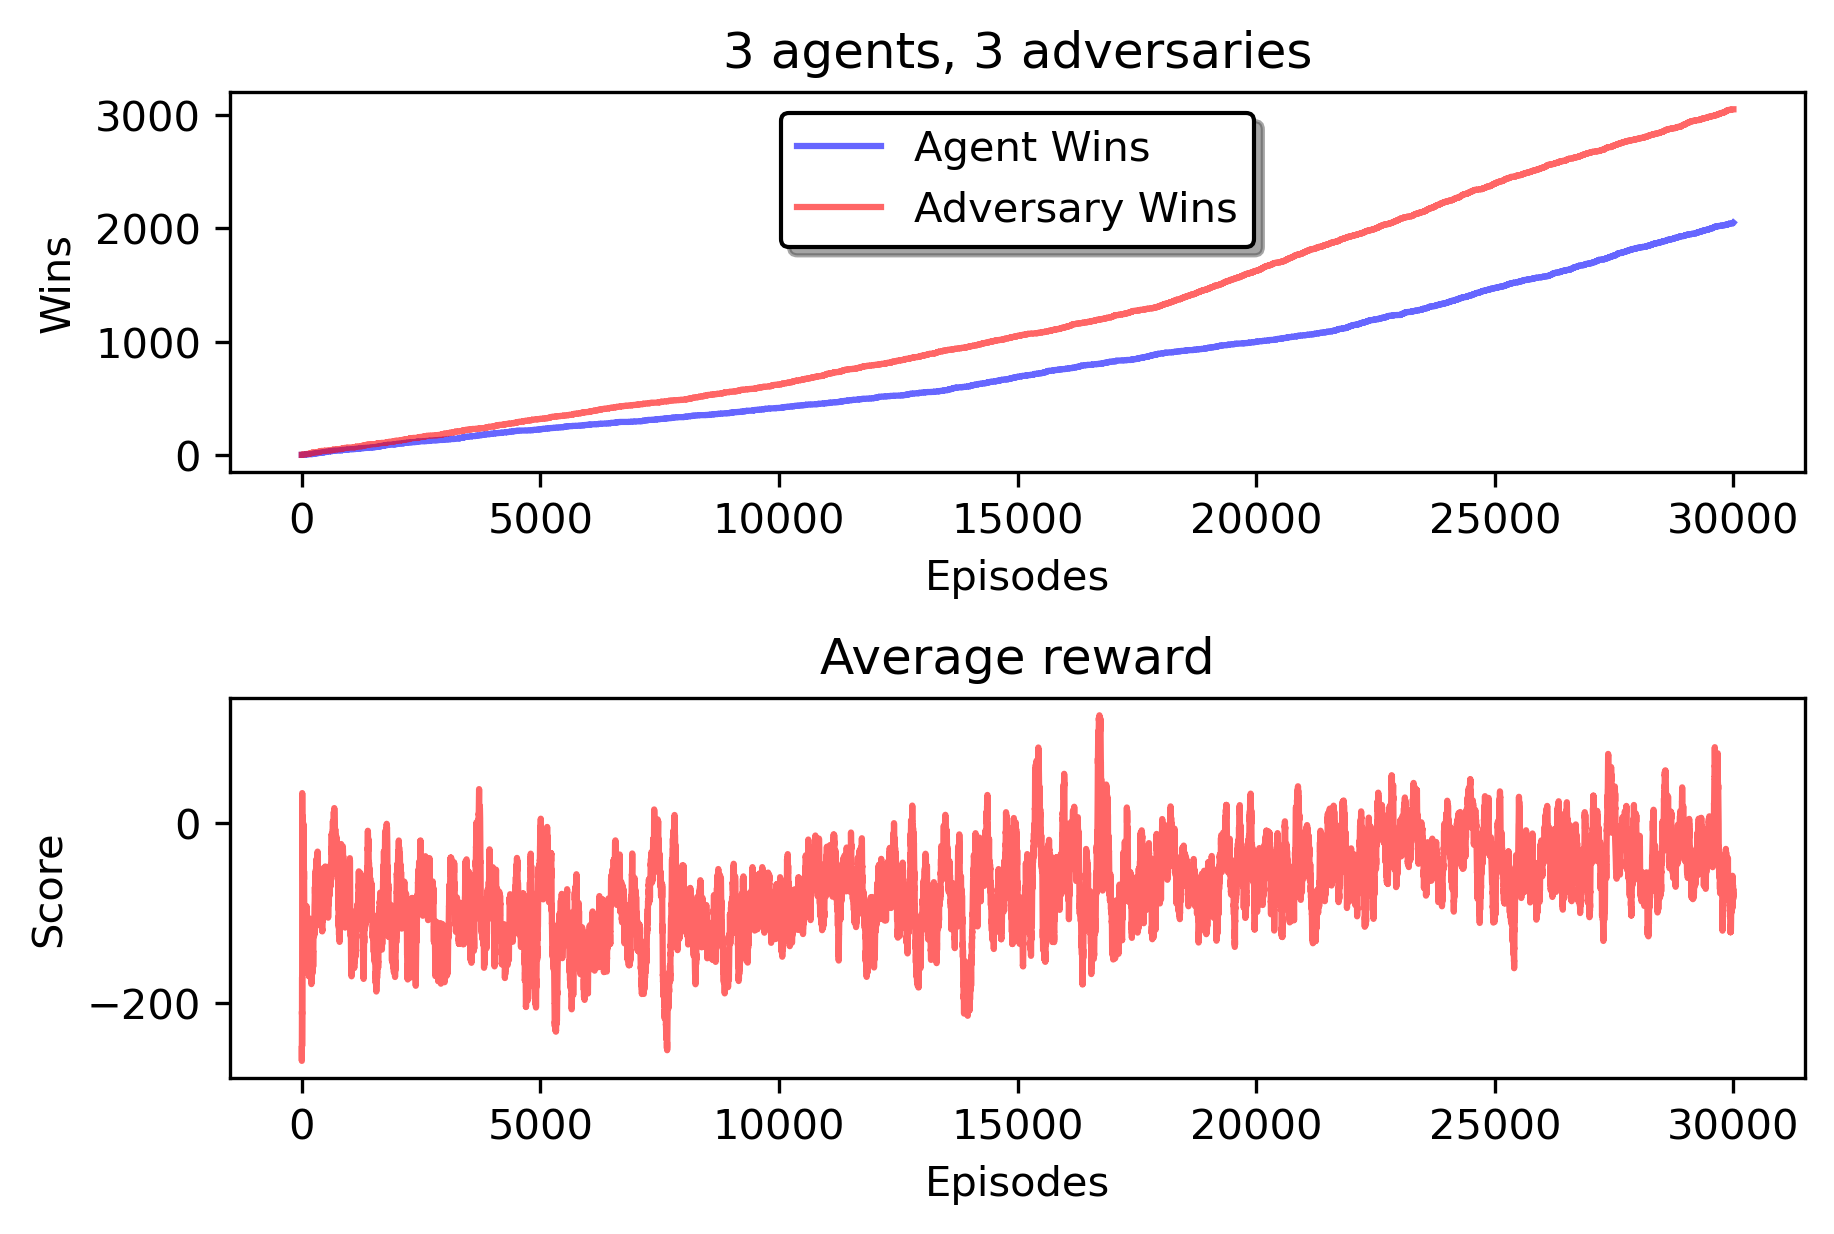 3 agents, 3 adversaries
3000
2000
1000
0
Wins
Agent Wins
Adversary Wins
0 5000 10000 15000 20000 25000 30000
Episodes
Average reward
0
−200
Score
0 5000 10000 15000 20000 25000 30000
Episodes